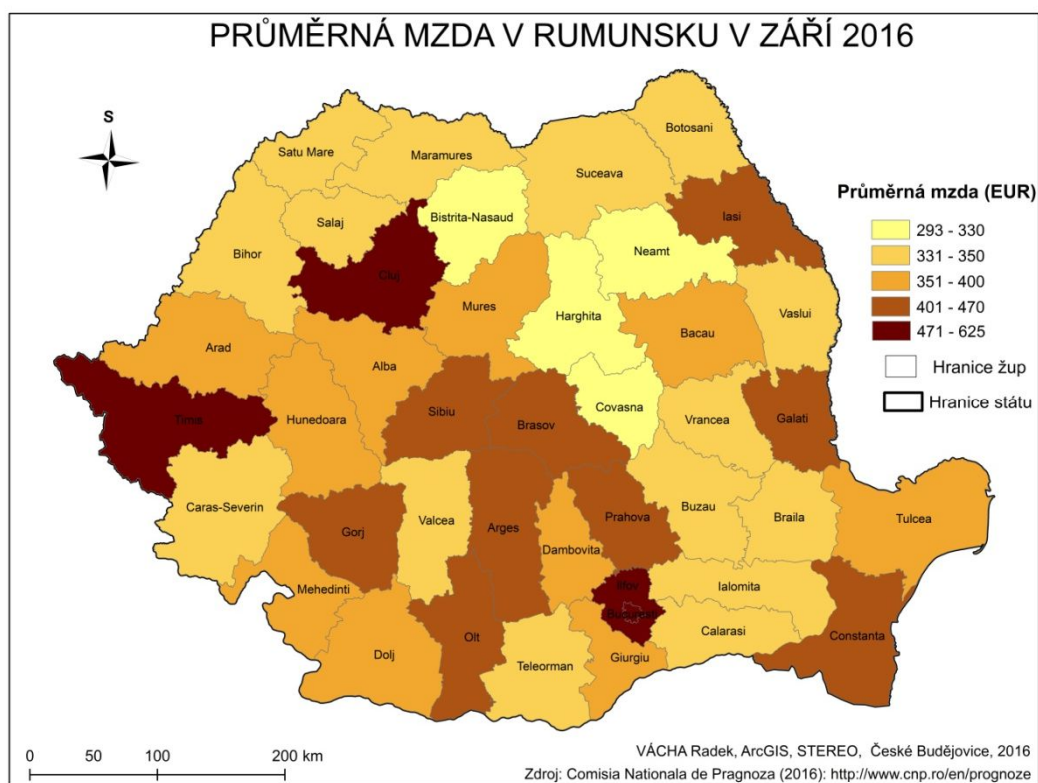 PRŮMĚRNÁ MZDA V RUMUNSKU V ZÁŘÍ 2016
S
Botosani
Satu Mare
Maramures
Suceava
Průměrná mzda (EUR)
Salaj
Bistrita-Nasaud
Iasi
293 - 330
Bihor
Neamt
331 - 350
Cluj
351 - 400
Mures
Harghita
Vaslui
401 - 470
Arad
Alba
Bacau
471 - 625
Hranice žup
Timis
Hunedoara
Sibiu
Covasna
Hranice státu
Brasov
Vrancea
Galati
Caras-Severin
Gorj
Valcea
Arges
Prahova
Buzau
Braila
Tulcea
Dambovita
Mehedinti
Ilfov
Ialomita
Bucuresti
Dolj
Olt
Teleorman
Giurgiu
Calarasi
Constanta
0 50 100 200 km
VÁCHA Radek, ArcGIS, STEREO, České Budějovice, 2016
Zdroj: Comisia Nationala de Pragnoza (2016): http://www.cnp.ro/en/prognoze